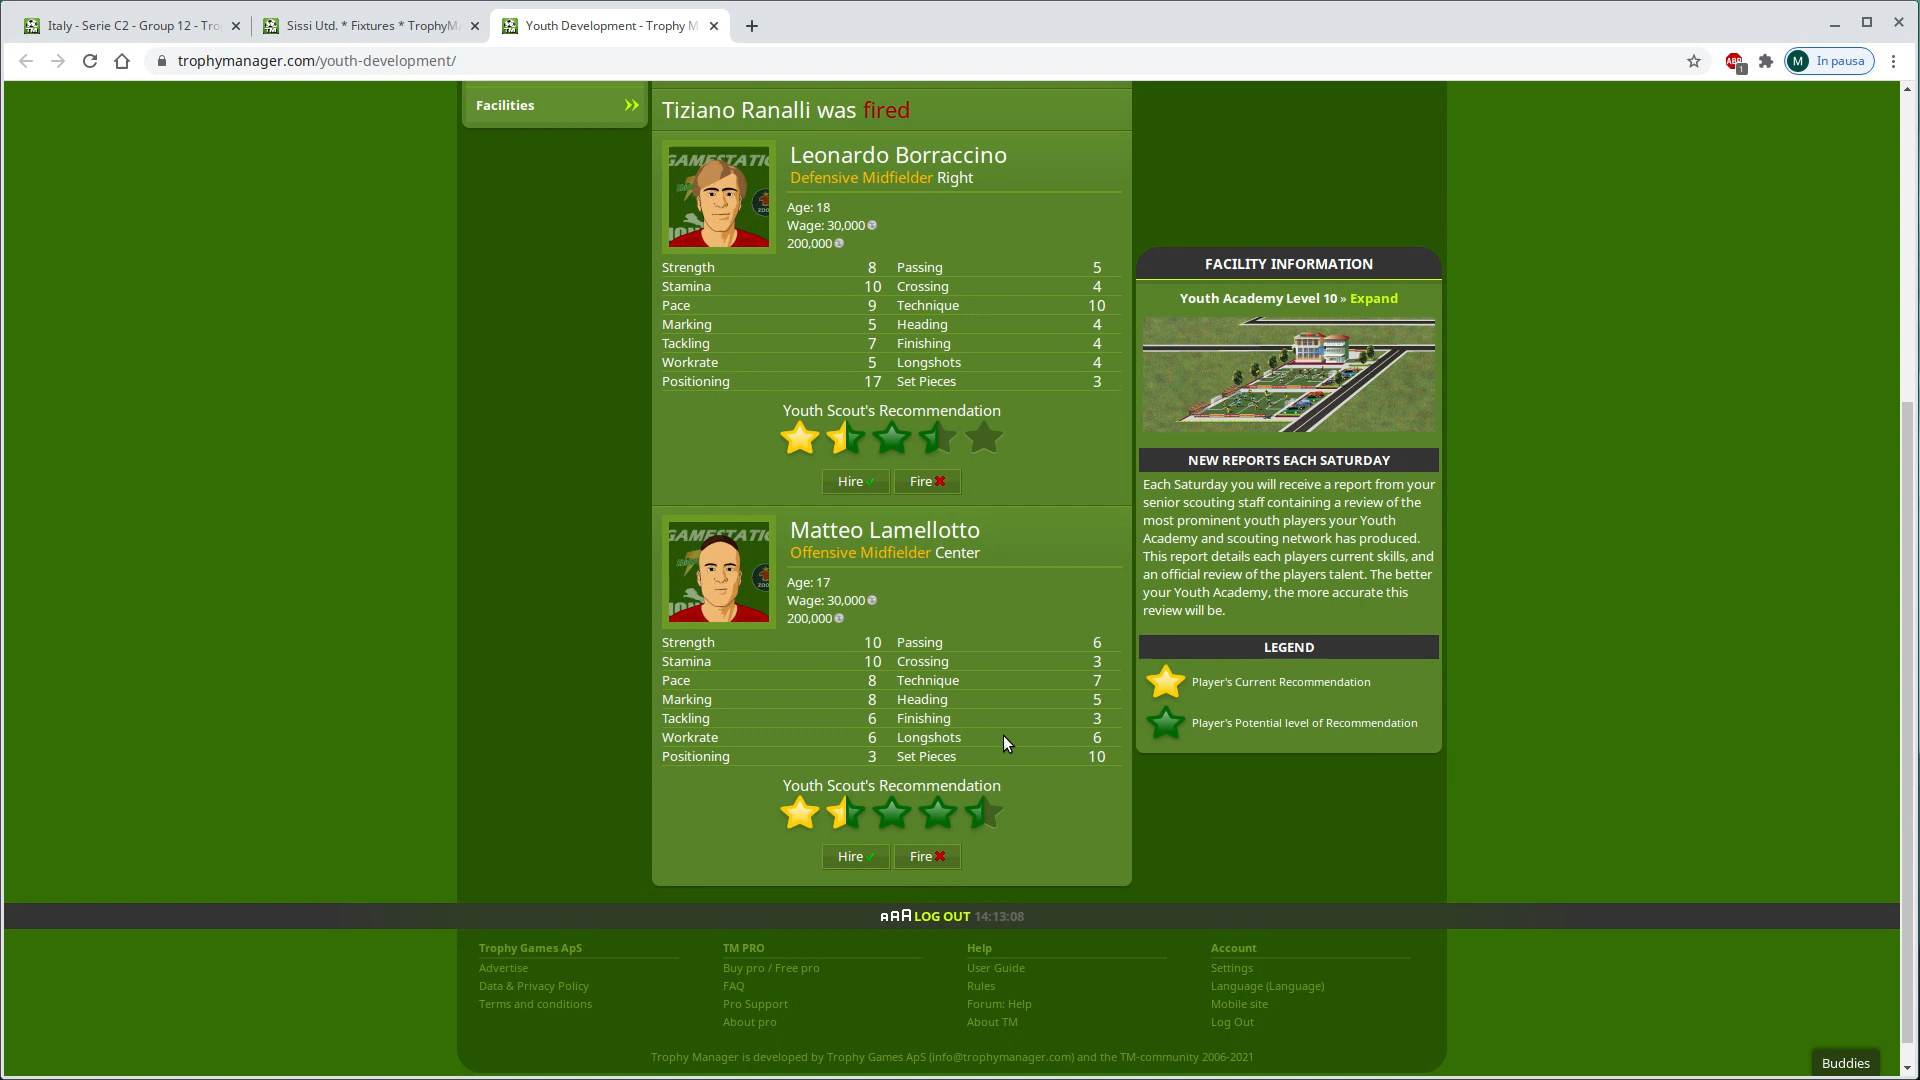 Italy - Serie C2 - Group 12 - Tro
Sissi Utd. * Fixtures * TrophyMA
Youth Development - Trophy M
trophymanager.com/youth-development/
ABP
1
M
In pausa
Facilities
Tiziano Ranalli was fired
GAMESTATIO
Leonardo Borraccino
Defensive Midfielder Right
Age: 18
Wage: 30,000
200,000
Strength 8 Passing 5
Stamina 10 Crossing 4
Pace 9 Technique 10
Marking 5 Heading 4
Tackling 7 Finishing 4
Workrate 5 Longshots 4
Positioning 17 Set Pieces 3
Youth Scout's Recommendation
Hire Fire
GAMESTATIO
Matteo Lamellotto
Offensive Midfielder Center
Age: 17
Wage: 30,000
200,000
Strength 10 Passing 6
Stamina 10 Crossing 3
Pace 8 Technique 7
Marking 8 Heading 5
Tackling 6 Finishing 3
Workrate 6 Longshots 6
Positioning 3 Set Pieces 10
Youth Scout's Recommendation
Hire Fire
FACILITY INFORMATION
Youth Academy Level 10 » Expand
NEW REPORTS EACH SATURDAY
Each Saturday you will receive a report from your
senior scouting staff containing a review of the
most prominent youth players your Youth
Academy and scouting network has produced.
This report details each players current skills, and
an official review of the players talent. The better
your Youth Academy, the more accurate this
review will be.
LEGEND
Player's Current Recommendation
Player's Potential level of Recommendation
AAA LOG OUT 14:13:08
Trophy Games ApS
Advertise
Data & Privacy Policy
Terms and conditions
TM PRO
Buy pro / Free pro
FAQ
Pro Support
About pro
Help
User Guide
Rules
Forum: Help
About TM
Account
Settings
Language (Language)
Mobile site
Log Out
Trophy Manager is developed by Trophy Games ApS (info@trophymanager.com) and the TM-community 2006-2021
Buddies